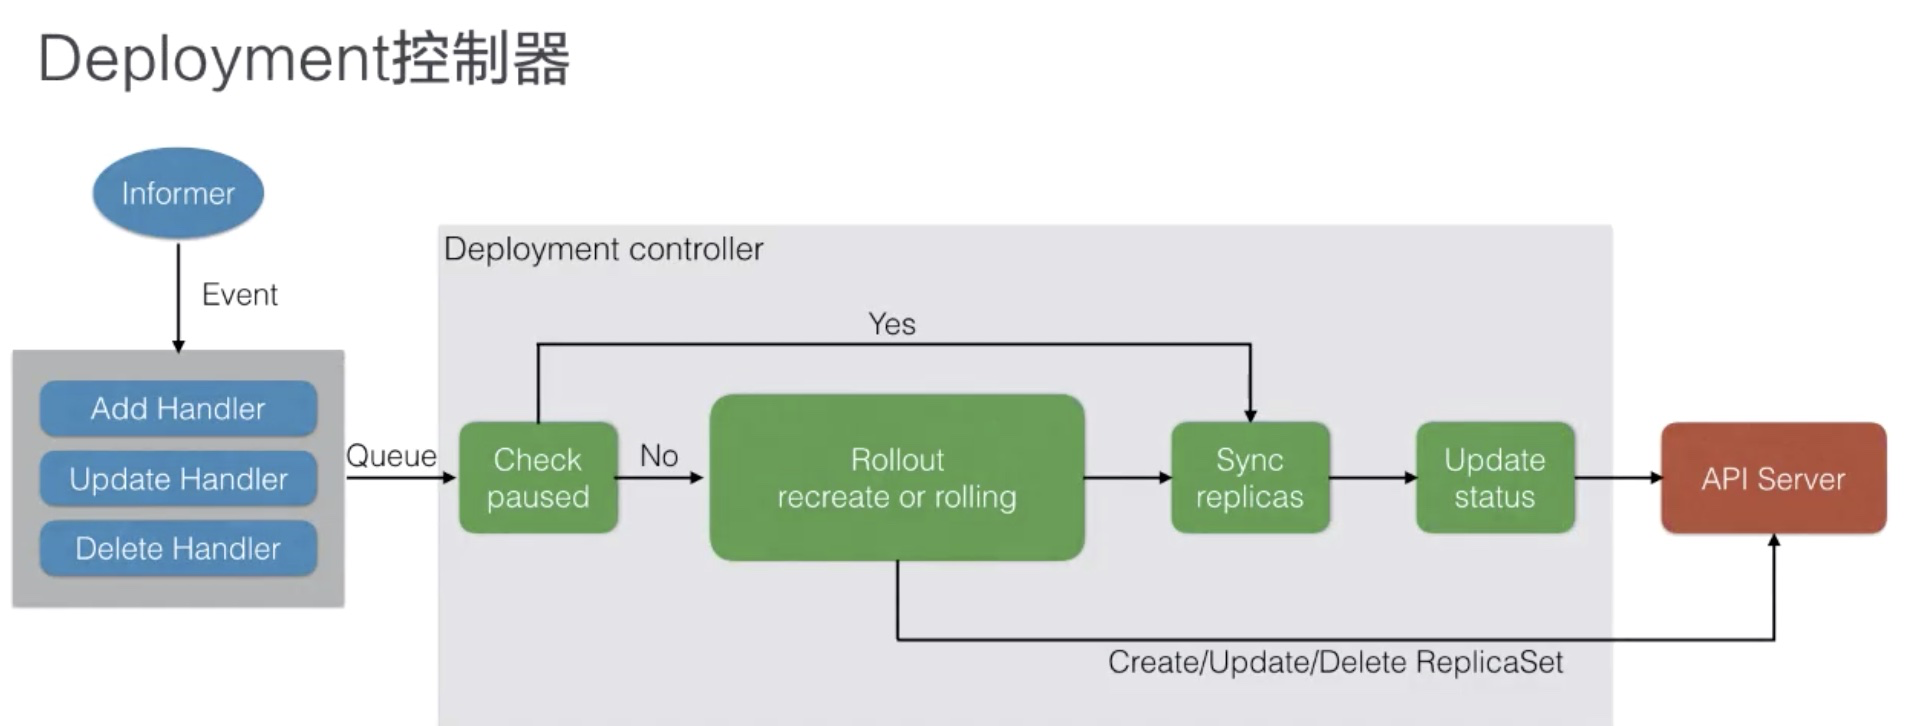 Deployment控制器
Informer
Event
Deployment controller
Yes
Add Handler
Update Handler
Delete Handler
Queue
Check
paused
No
Rollout
recreate or rolling
Sync
replicas
Update
status
API Server
Create/Update/Delete ReplicaSet